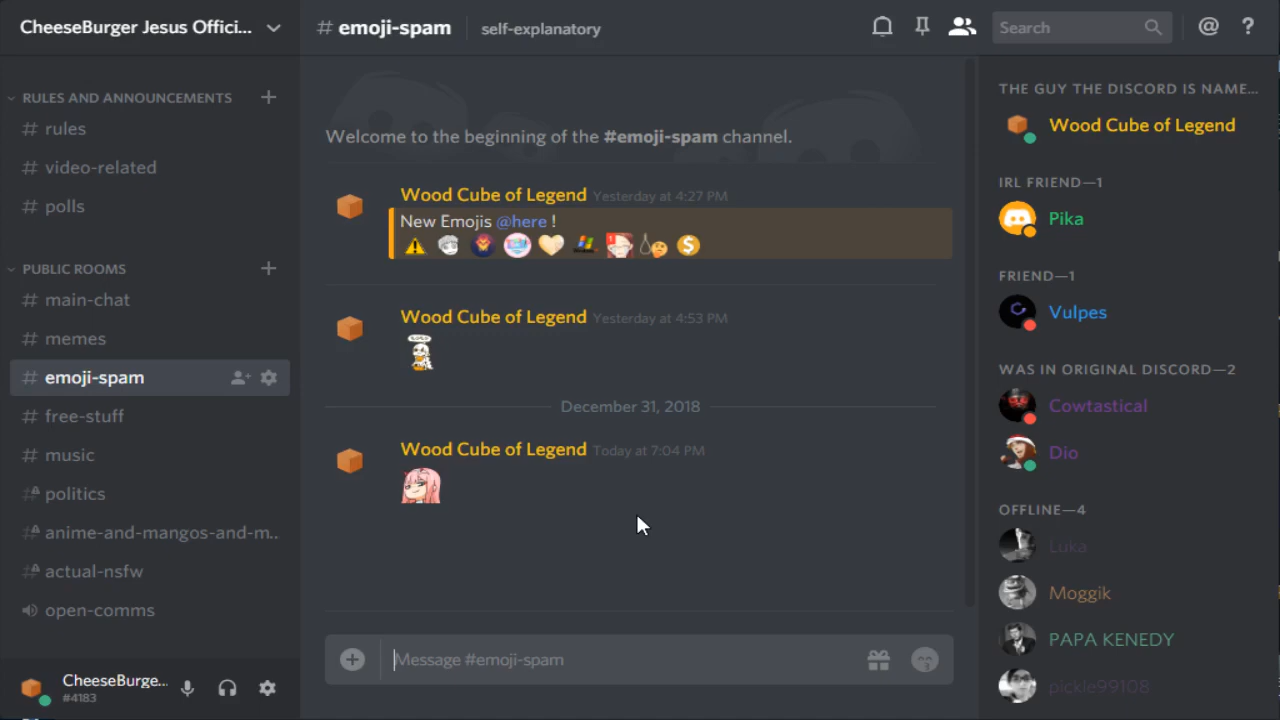 CheeseBurger Jesus Offici...
# emoji-spam
self-explanatory
Search
RULES AND ANNOUNCEMENTS
# rules
# video-related
# polls
PUBLIC ROOMS
# main-chat
# memes
# emoji-spam
# free-stuff
# music
# politics
# anime-and-mangos-and-m..
# actual-nsfw
open-comms
CheeseBurge...
#4183
Welcome to the beginning of the #emoji-spam channel.
Wood Cube of Legend Yesterday at 4:27 PM
New Emojis @here !
Wood Cube of Legend Yesterday at 4:53 PM
December 31, 2018
Wood Cube of Legend Today at 7:04 PM
Message #emoji-spam
THE GUY THE DISCORD IS NAME...
Wood Cube of Legend
IRL FRIEND—1
Pika
FRIEND—1
Vulpes
WAS IN ORIGINAL DISCORD—2
Cowtastical
Dio
OFFLINE—4
Luka
Moggik
PAPA KENEDY
pickle99108